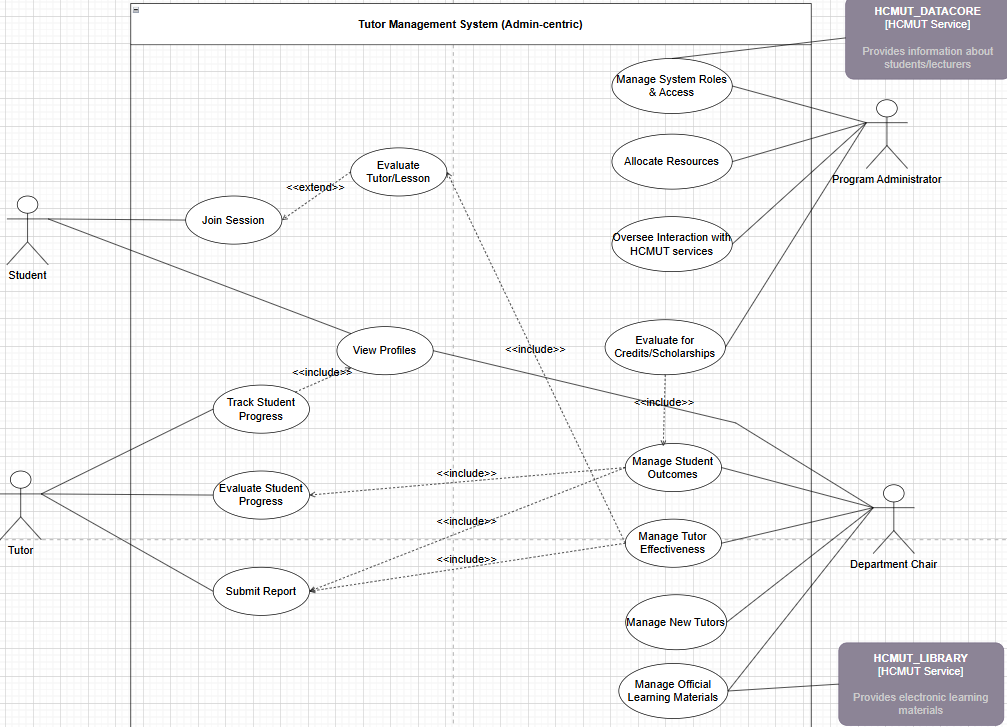 Tutor Management System (Admin-centric)
HCMUT_DATACORE
[HCMUT Service]
Provides information about
students/lecturers
Manage System Roles
& Access
Program Administrator
Allocate Resources
Evaluate
Tutor/Lesson
<<extend>>
Join Session
Student
Oversee Interaction with
HCMUT services
View Profiles
<<include>>
Evaluate for
Credits/Scholarships
<<include>>
Track Student
Progress
<<include>>
Manage Student
Outcomes
<<include>>
Evaluate Student
Progress
Tutor
<<include>>
Manage Tutor
Effectiveness
<<include>>
Department Chair
Submit Report
Manage New Tutors
Manage Official
Learning Materials
HCMUT_LIBRARY
[HCMUT Service]
Provides electronic learning
materials